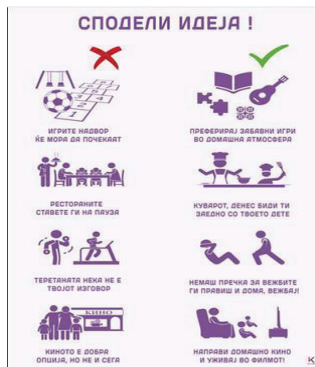 СПОДЕЛИ ИДЕЈА !
ИГРИТЕ НАДВОР
ЌЕ МОРА ДА ПОЧЕКААТ
ПРЕФЕРИРАЈ ЗАБАВНИ ИГРИ
ВО ДОМАШНА АТМОСФЕРА
РЕСТОРАНИТЕ
СТАВЕТЕ ГИ НА ПАУЗА
КУВАРОТ, ДЕНЕС БИДИ ТИ
ЗАЕДНО СО ТВОЕТО ДЕТЕ
ТЕРЕТАНАТА НЕКА НЕ Е
ТВОЈОТ ИЗГОВОР
НЕМАШ ПРЕЧКА ЗА ВЕЖБИТЕ
ГИ ПРАВИШ И ДОМА, ВЕЖБАЈ!
КИНО
КИНОТО Е ДОБРА
ОПЦИЈА, НО НЕ И СЕГА
НАПРАВИ ДОМАШНО КИНО
И УЖИВАЈ ВО ФИЛМОТ!
K